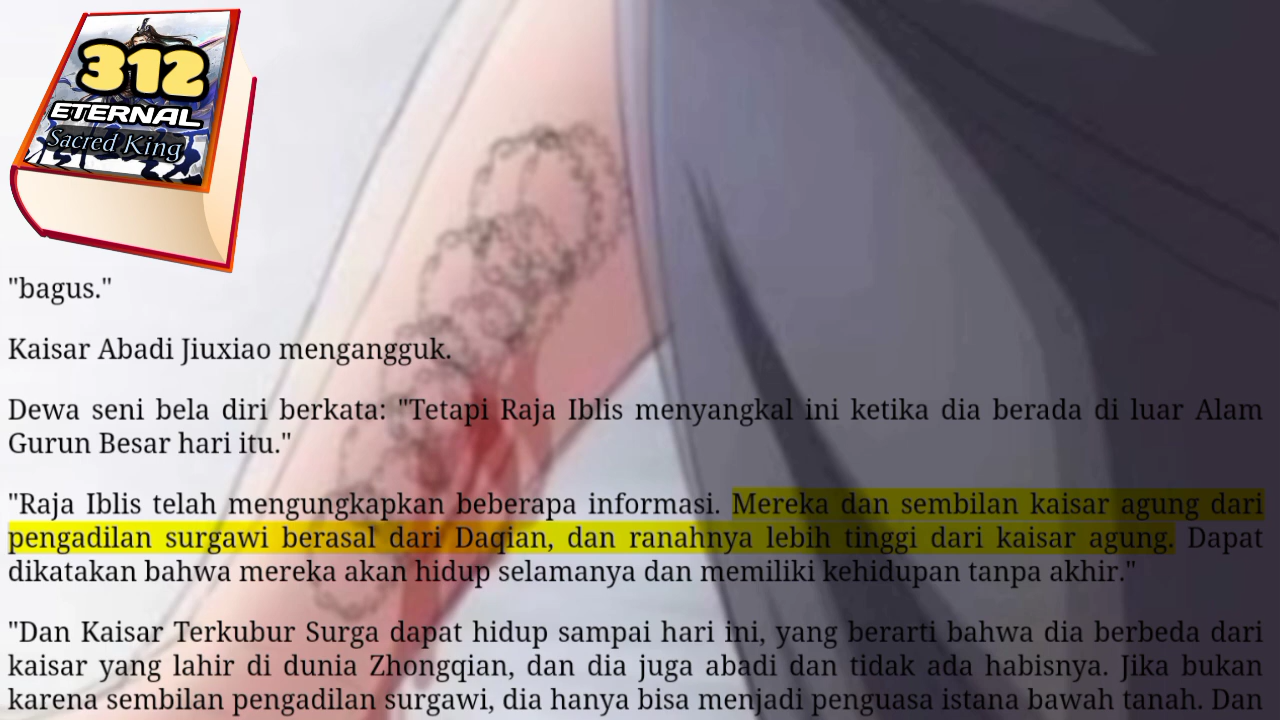 312
ETERNAL
Sacred King
"bagus."
Kaisar Abadi Jiuxiao mengangguk.
Dewa seni bela diri berkata: "Tetapi Raja Iblis menyangkal ini ketika dia berada di luar Alam
Gurun Besar hari itu."
"Raja Iblis telah mengungkapkan beberapa informasi. Mereka dan sembilan kaisar agung dari
pengadilan surgawi berasal dari Daqian, dan ranahnya lebih tinggi dari kaisar agung. Dapat
dikatakan bahwa mereka akan hidup selamanya dan memiliki kehidupan tanpa akhir."
"Dan Kaisar Terkubur Surga dapat hidup sampai hari ini, yang berarti bahwa dia berbeda dari
kaisar yang lahir di dunia Zhongqian, dan dia juga abadi dan tidak ada habisnya. Jika bukan
karena sembilan pengadilan surgawi, dia hanya bisa menjadi penguasa istana bawah tanah. Dan